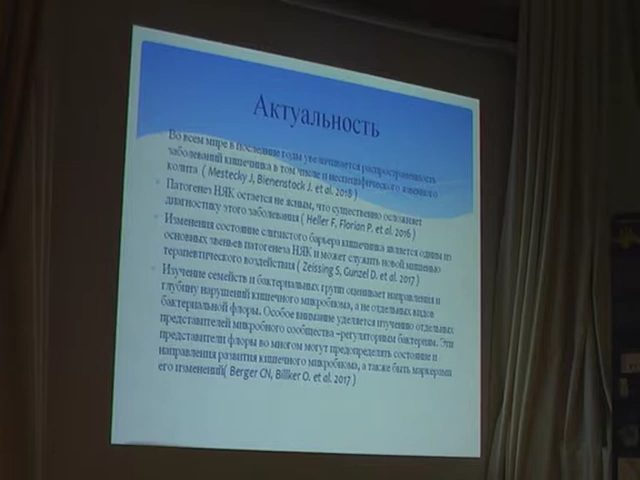 Актуальность
Во всем мире в последние годы увеличивается распространенность
заболеваний кишечника в том числе и неспецифического язвенного
колита ( Mestecky J, Bienenstock J. et al. 2018 )
Патогенез НЯК остается не ясным, что существенно осложняет
диагностику этого заболевания ( Heller F, Florian P. et al. 2016 )
Изменения состояние слизистого барьера кишечника является одним из
основных звеньев патогенеза НЯК и может служить новой мишенью
терапевтического воздействия ( Zeissing S, Gunzel D. et al. 2017 )
Изучение семейств и бактериальных групп оценивает направления и
глубину нарушений кишечного микробиома, а не отдельных видов
бактериальной флоры. Особое внимание уделяется изучению отдельных
представителей микробного сообщества –регуляторным бактериям. Эти
представители флоры во многом могут предопределить состояние и
направления развития кишечного микробиома, а также быть маркерами
его изменений( Berger CN, Billker O. et al. 2017 )